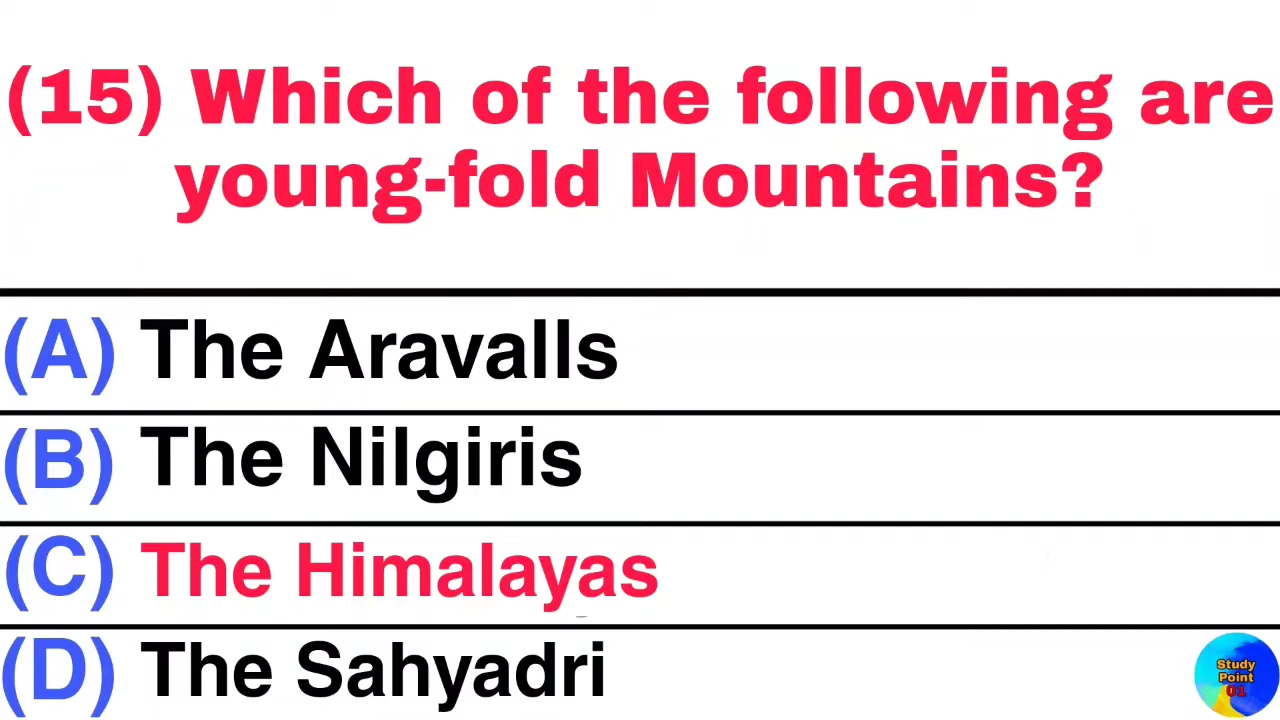 (15) Which of the following are
young-fold Mountains?
(A) The Aravalls
(B) The Nilgiris
(C) The Himalayas
(D) The Sahyadri
Study
Point
01